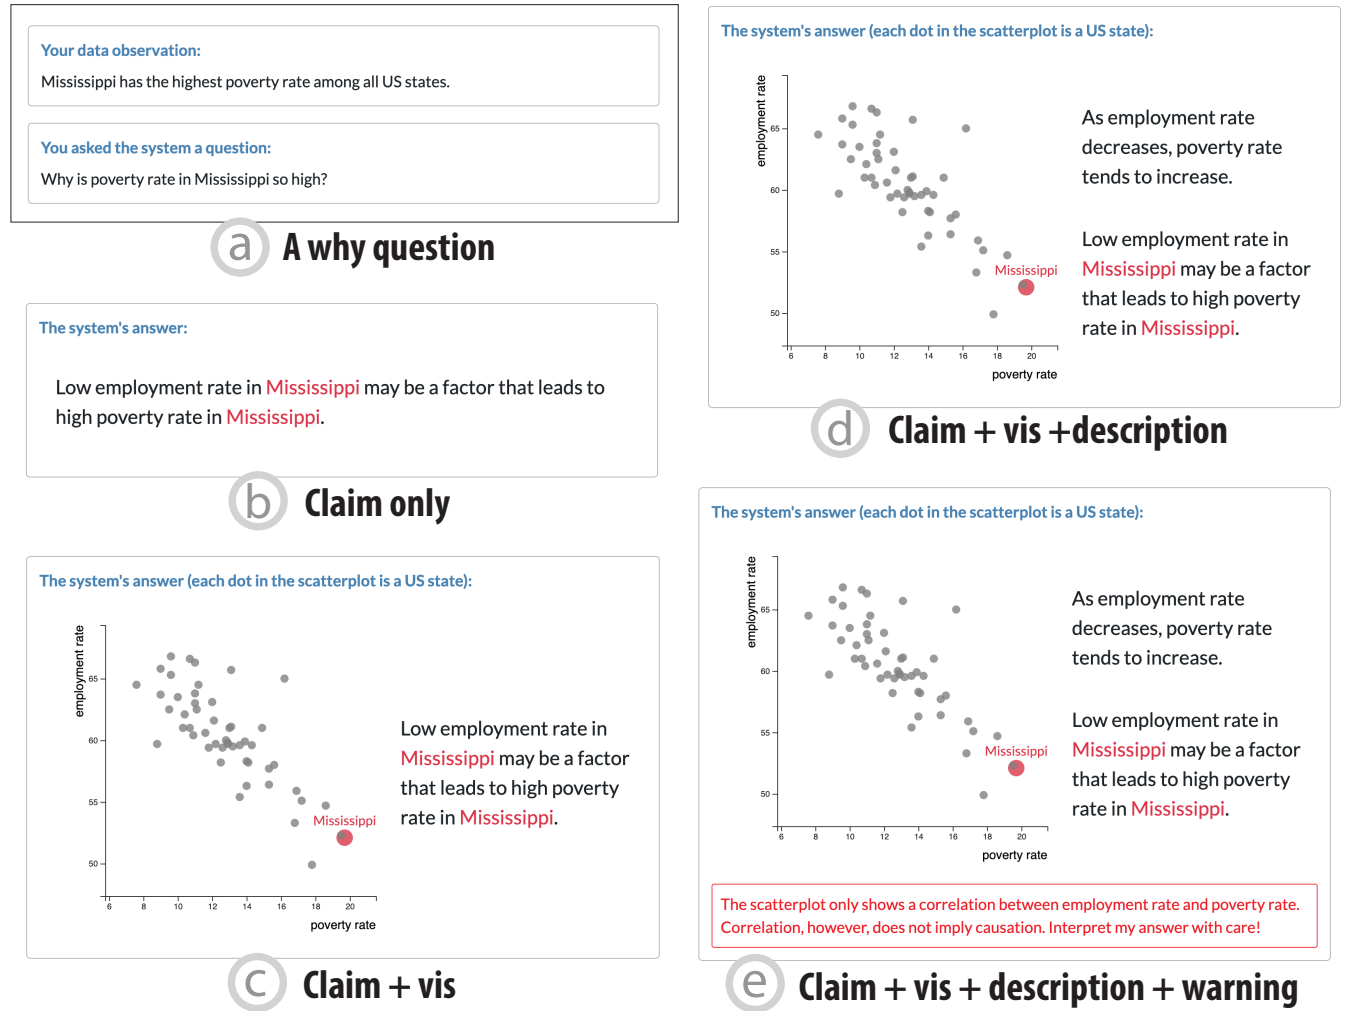 Your data observation:
Mississippi has the highest poverty rate among all US states.
You asked the system a question:
Why is poverty rate in Mississippi so high?
a A why question
The system's answer:
Low employment rate in Mississippi may be a factor that leads to
high poverty rate in Mississippi.
b Claim only
The system's answer (each dot in the scatterplot is a US state):
employment rate
65
60
55
50
Mississippi
6 8 10 12 14 16 18 20
poverty rate
Low employment rate in
Mississippi may be a factor
that leads to high poverty
rate in Mississippi.
c Claim + vis
The system's answer (each dot in the scatterplot is a US state):
employment rate
65
60
55
50
Mississippi
6 8 10 12 14 16 18 20
poverty rate
As employment rate
decreases, poverty rate
tends to increase.
Low employment rate in
Mississippi may be a factor
that leads to high poverty
rate in Mississippi.
d Claim + vis +description
The system's answer (each dot in the scatterplot is a US state):
employment rate
65
60
55
50
Mississippi
6 8 10 12 14 16 18 20
poverty rate
As employment rate
decreases, poverty rate
tends to increase.
Low employment rate in
Mississippi may be a factor
that leads to high poverty
rate in Mississippi.
The scatterplot only shows a correlation between employment rate and poverty rate.
Correlation, however, does not imply causation. Interpret my answer with care!
e Claim + vis + description + warning